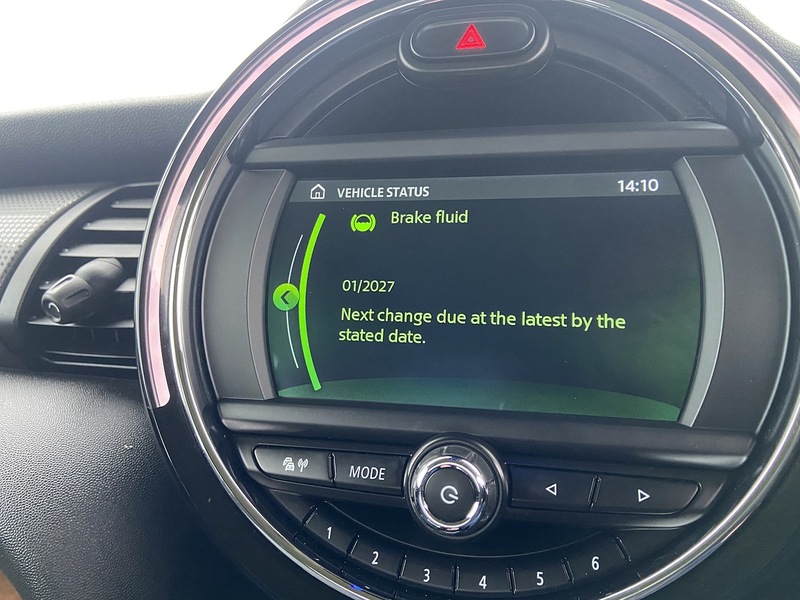 VEHICLE STATUS 14:10
Brake fluid
01/2027
Next change due at the latest by the
stated date.
MODE
1 2 3 4 5 6